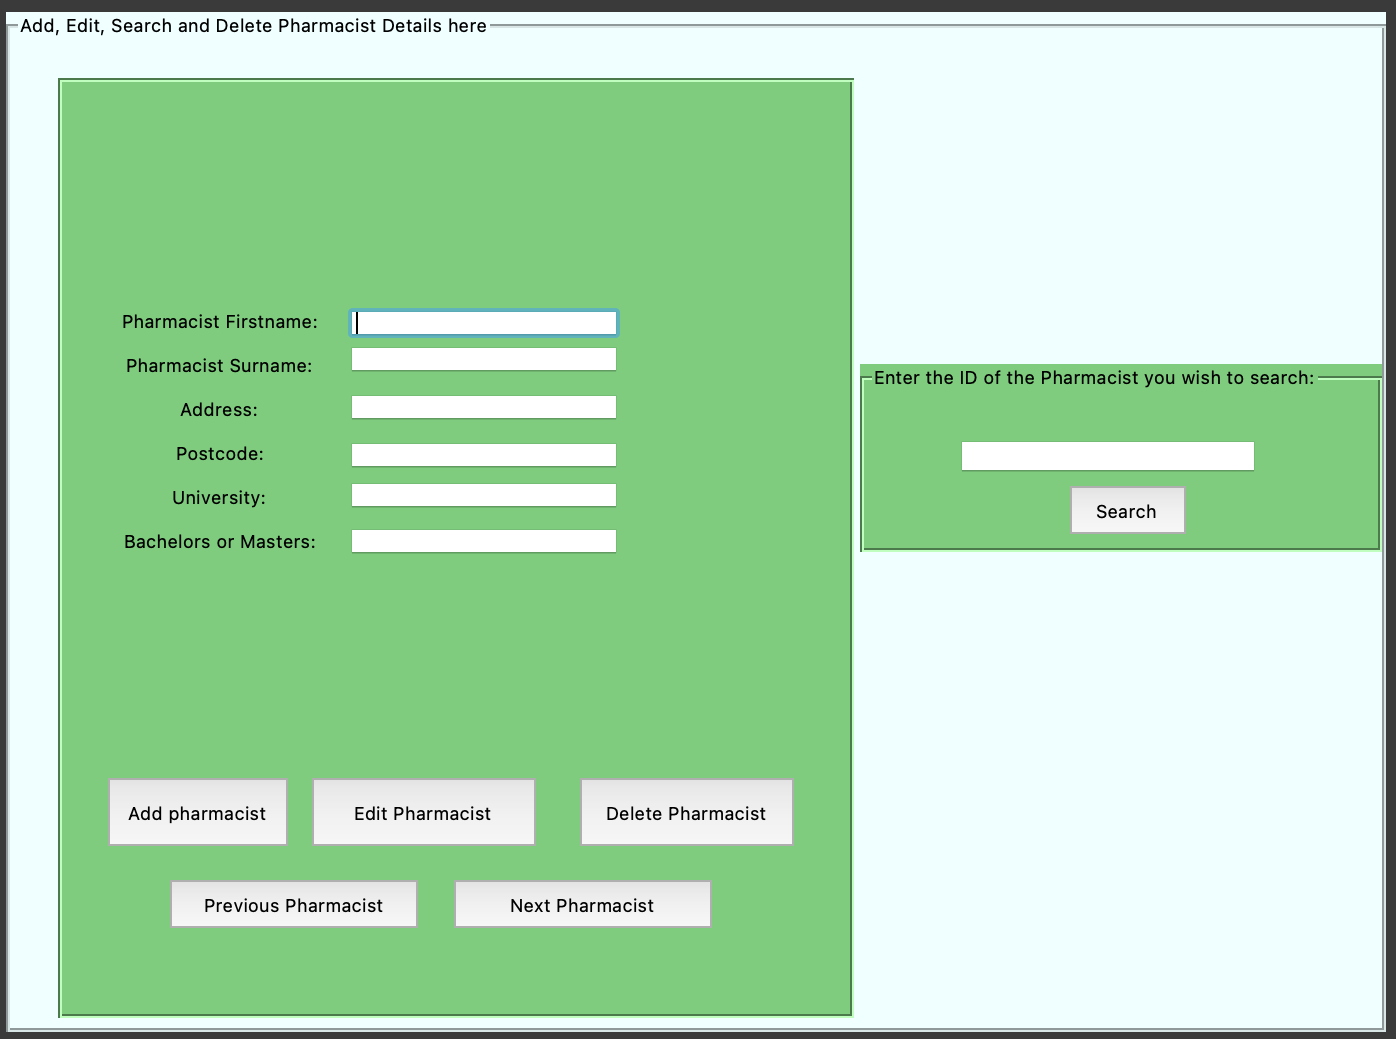 Add, Edit, Search and Delete Pharmacist Details here
Pharmacist Firstname:
Pharmacist Surname:
Address:
Postcode:
University:
Bachelors or Masters:
Enter the ID of the Pharmacist you wish to search:
Search
Add pharmacist
Edit Pharmacist
Delete Pharmacist
Previous Pharmacist
Next Pharmacist